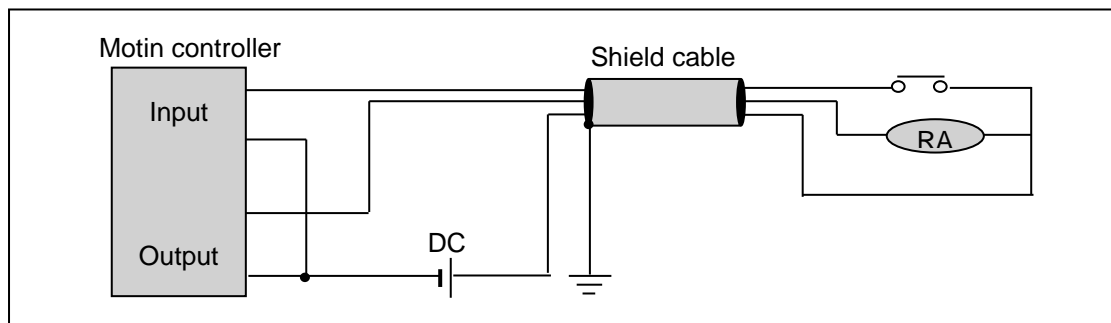 Motin controller
Shield cable
Input
RA
Output
DC